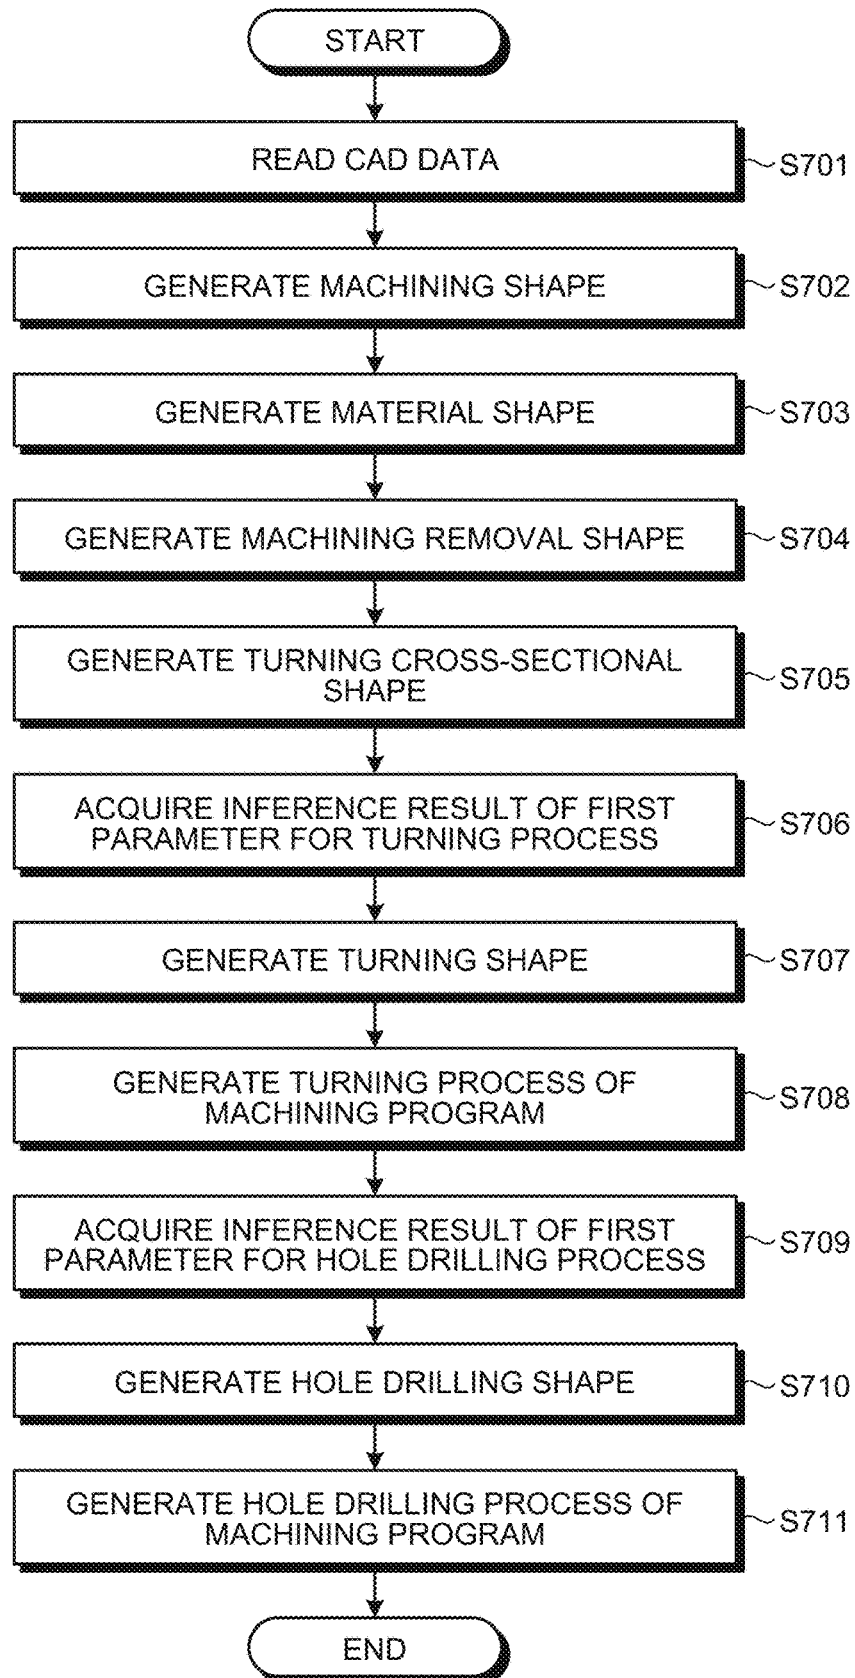 START
READ CAD DATA
S701
GENERATE MACHINING SHAPE
S702
GENERATE MATERIAL SHAPE
S703
GENERATE MACHINING REMOVAL SHAPE
S704
GENERATE TURNING CROSS-SECTIONAL
SHAPE
S705
ACQUIRE INFERENCE RESULT OF FIRST
PARAMETER FOR TURNING PROCESS
S706
GENERATE TURNING SHAPE
S707
GENERATE TURNING PROCESS OF
MACHINING PROGRAM
S708
ACQUIRE INFERENCE RESULT OF FIRST
PARAMETER FOR HOLE DRILLING PROCESS
S709
GENERATE HOLE DRILLING SHAPE
S710
GENERATE HOLE DRILLING PROCESS OF
MACHINING PROGRAM
S711
END